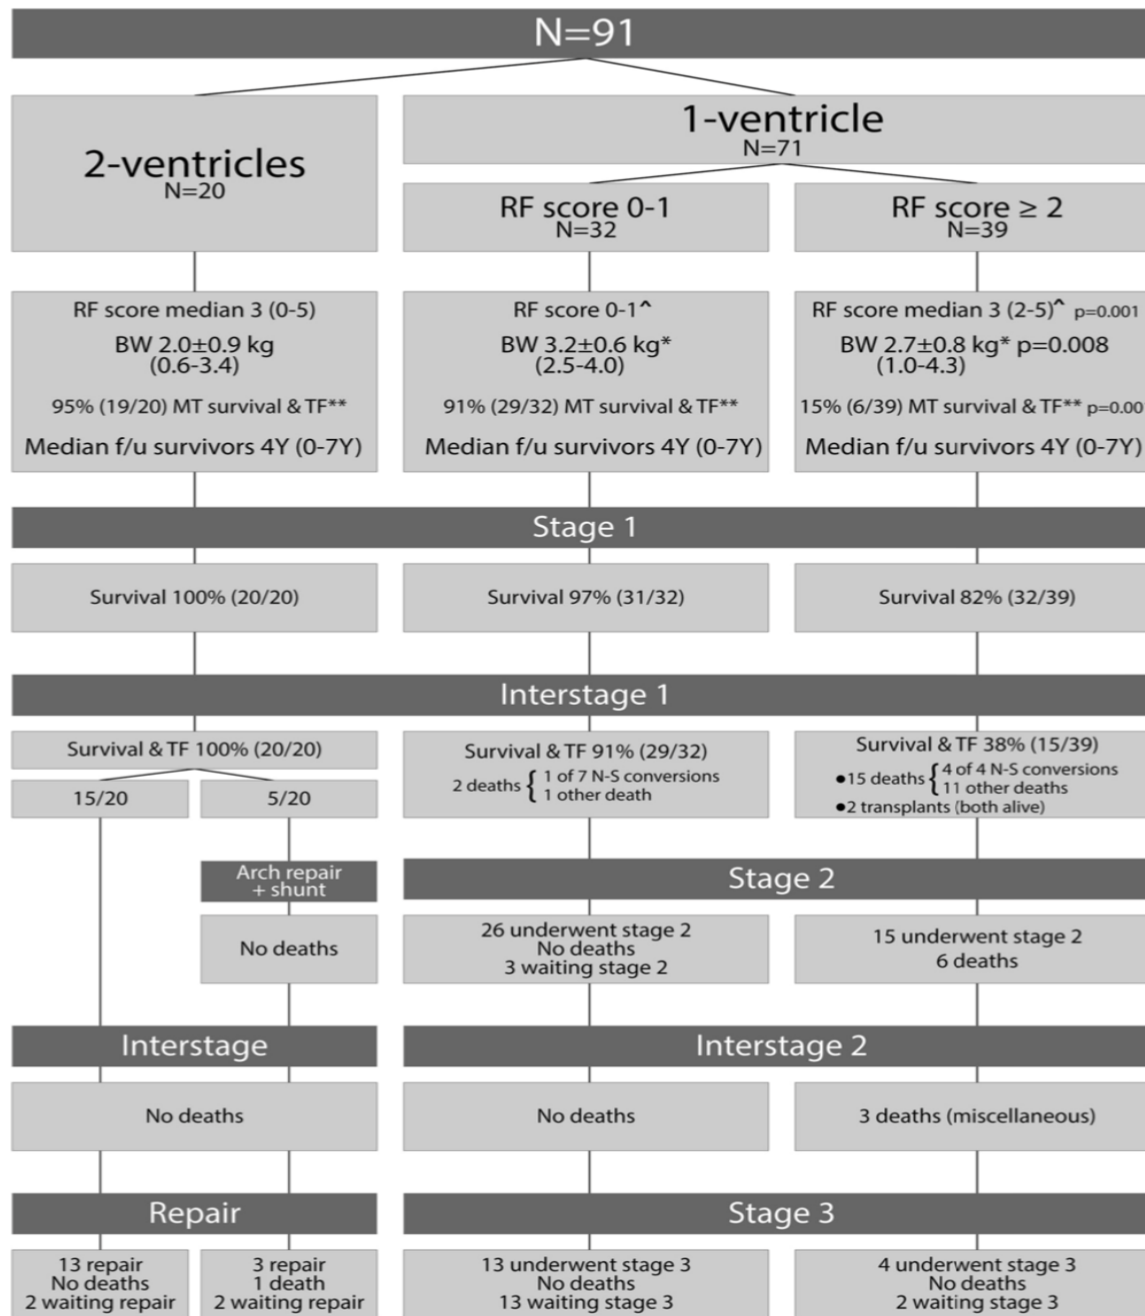 N=91
2-ventricles
N=20
1-ventricle
N=71
RF score 0-1
N=32
RF score ≥ 2
N=39
RF score median 3 (0-5)
BW 2.0±0.9 kg
(0.6-3.4)
95% (19/20) MT survival & TF**
Median f/u survivors 4Y (0-7Y)
RF score 0-1^
BW 3.2±0.6 kg*
(2.5-4.0)
91% (29/32) MT survival & TF**
Median f/u survivors 4Y (0-7Y)
RF score median 3 (2-5)^ p=0.001
BW 2.7±0.8 kg* p=0.008
(1.0-4.3)
15% (6/39) MT survival & TF** p=0.00
Median f/u survivors 4Y (0-7Y)
Stage 1
Survival 100% (20/20)
Survival 97% (31/32)
Survival 82% (32/39)
Interstage 1
Survival & TF 100% (20/20)
15/20
5/20
Survival & TF 91% (29/32)
2 deaths { 1 of 7 N-S conversions
1 other death
Survival & TF 38% (15/39)
•15 deaths { 4 of 4 N-S conversions
11 other deaths
•2 transplants (both alive)
Arch repair
+ shunt
No deaths
Stage 2
26 underwent stage 2
No deaths
3 waiting stage 2
15 underwent stage 2
6 deaths
Interstage
No deaths
Interstage 2
No deaths
3 deaths (miscellaneous)
Repair
13 repair
No deaths
2 waiting repair
3 repair
1 death
2 waiting repair
Stage 3
13 underwent stage 3
No deaths
13 waiting stage 3
4 underwent stage 3
No deaths
2 waiting stage 3